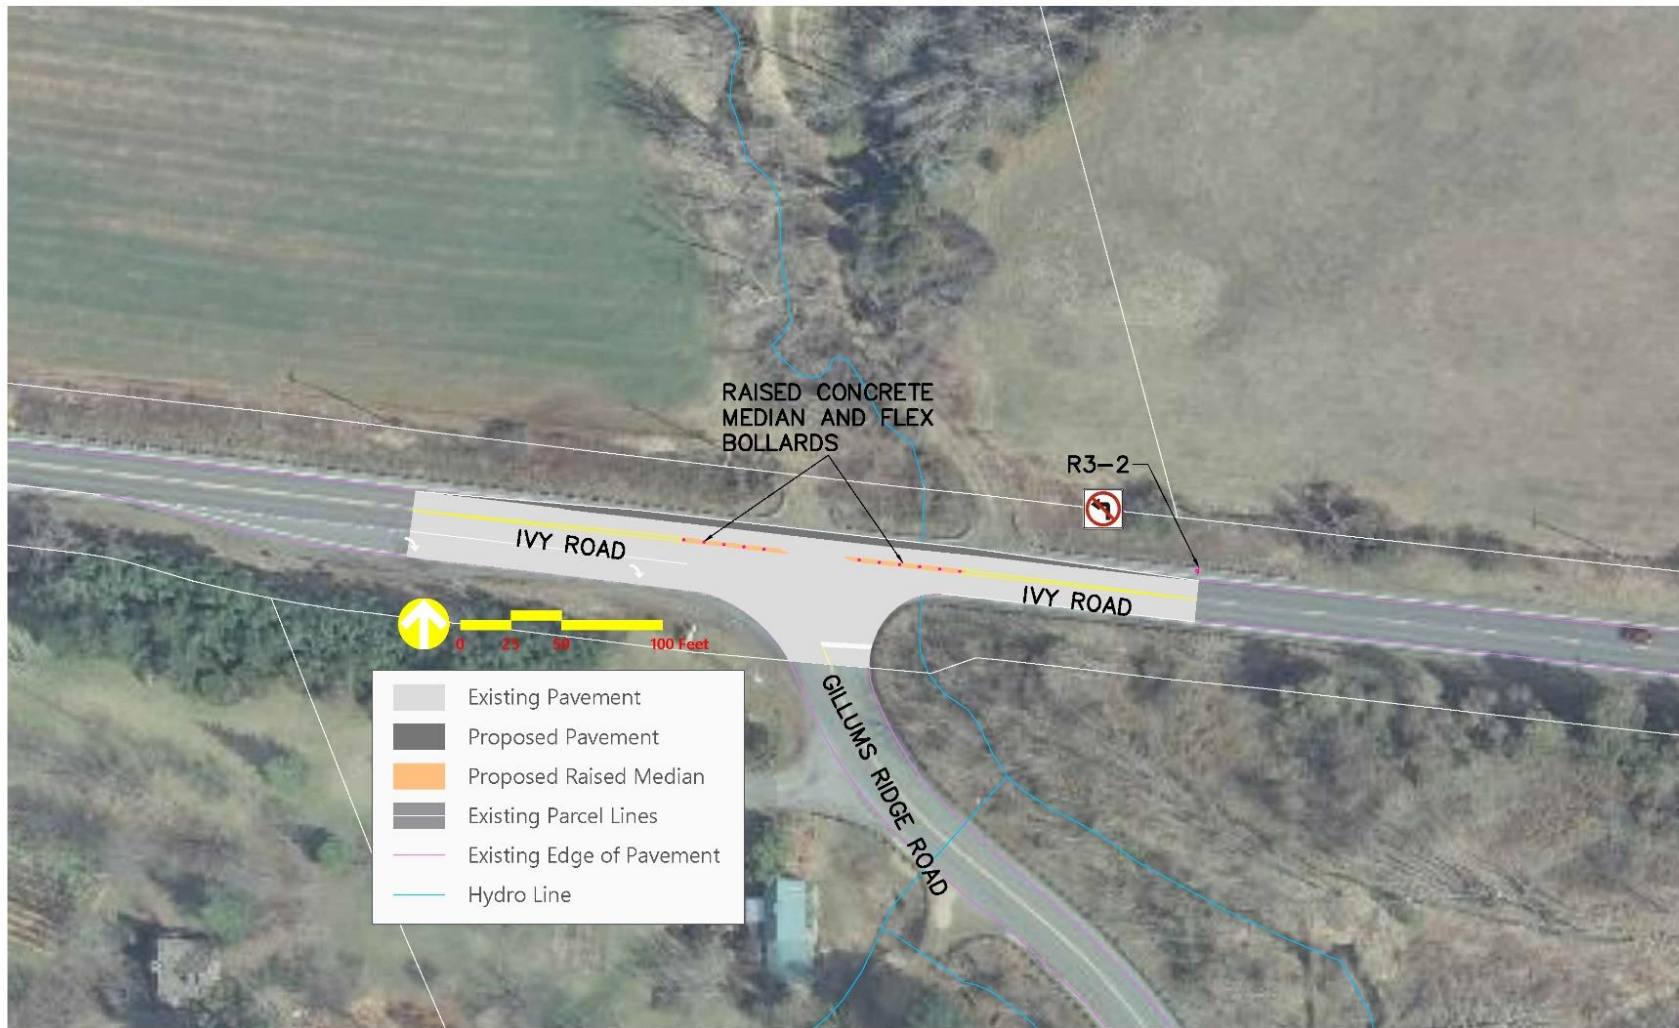 RAISED CONCRETE
MEDIAN AND FLEX
BOLLARDS
R3-2
IVY ROAD
IVY ROAD
GILLUMS RIDGE ROAD
0 25 50 100 Feet
Existing Pavement
Proposed Pavement
Proposed Raised Median
Existing Parcel Lines
Existing Edge of Pavement
Hydro Line